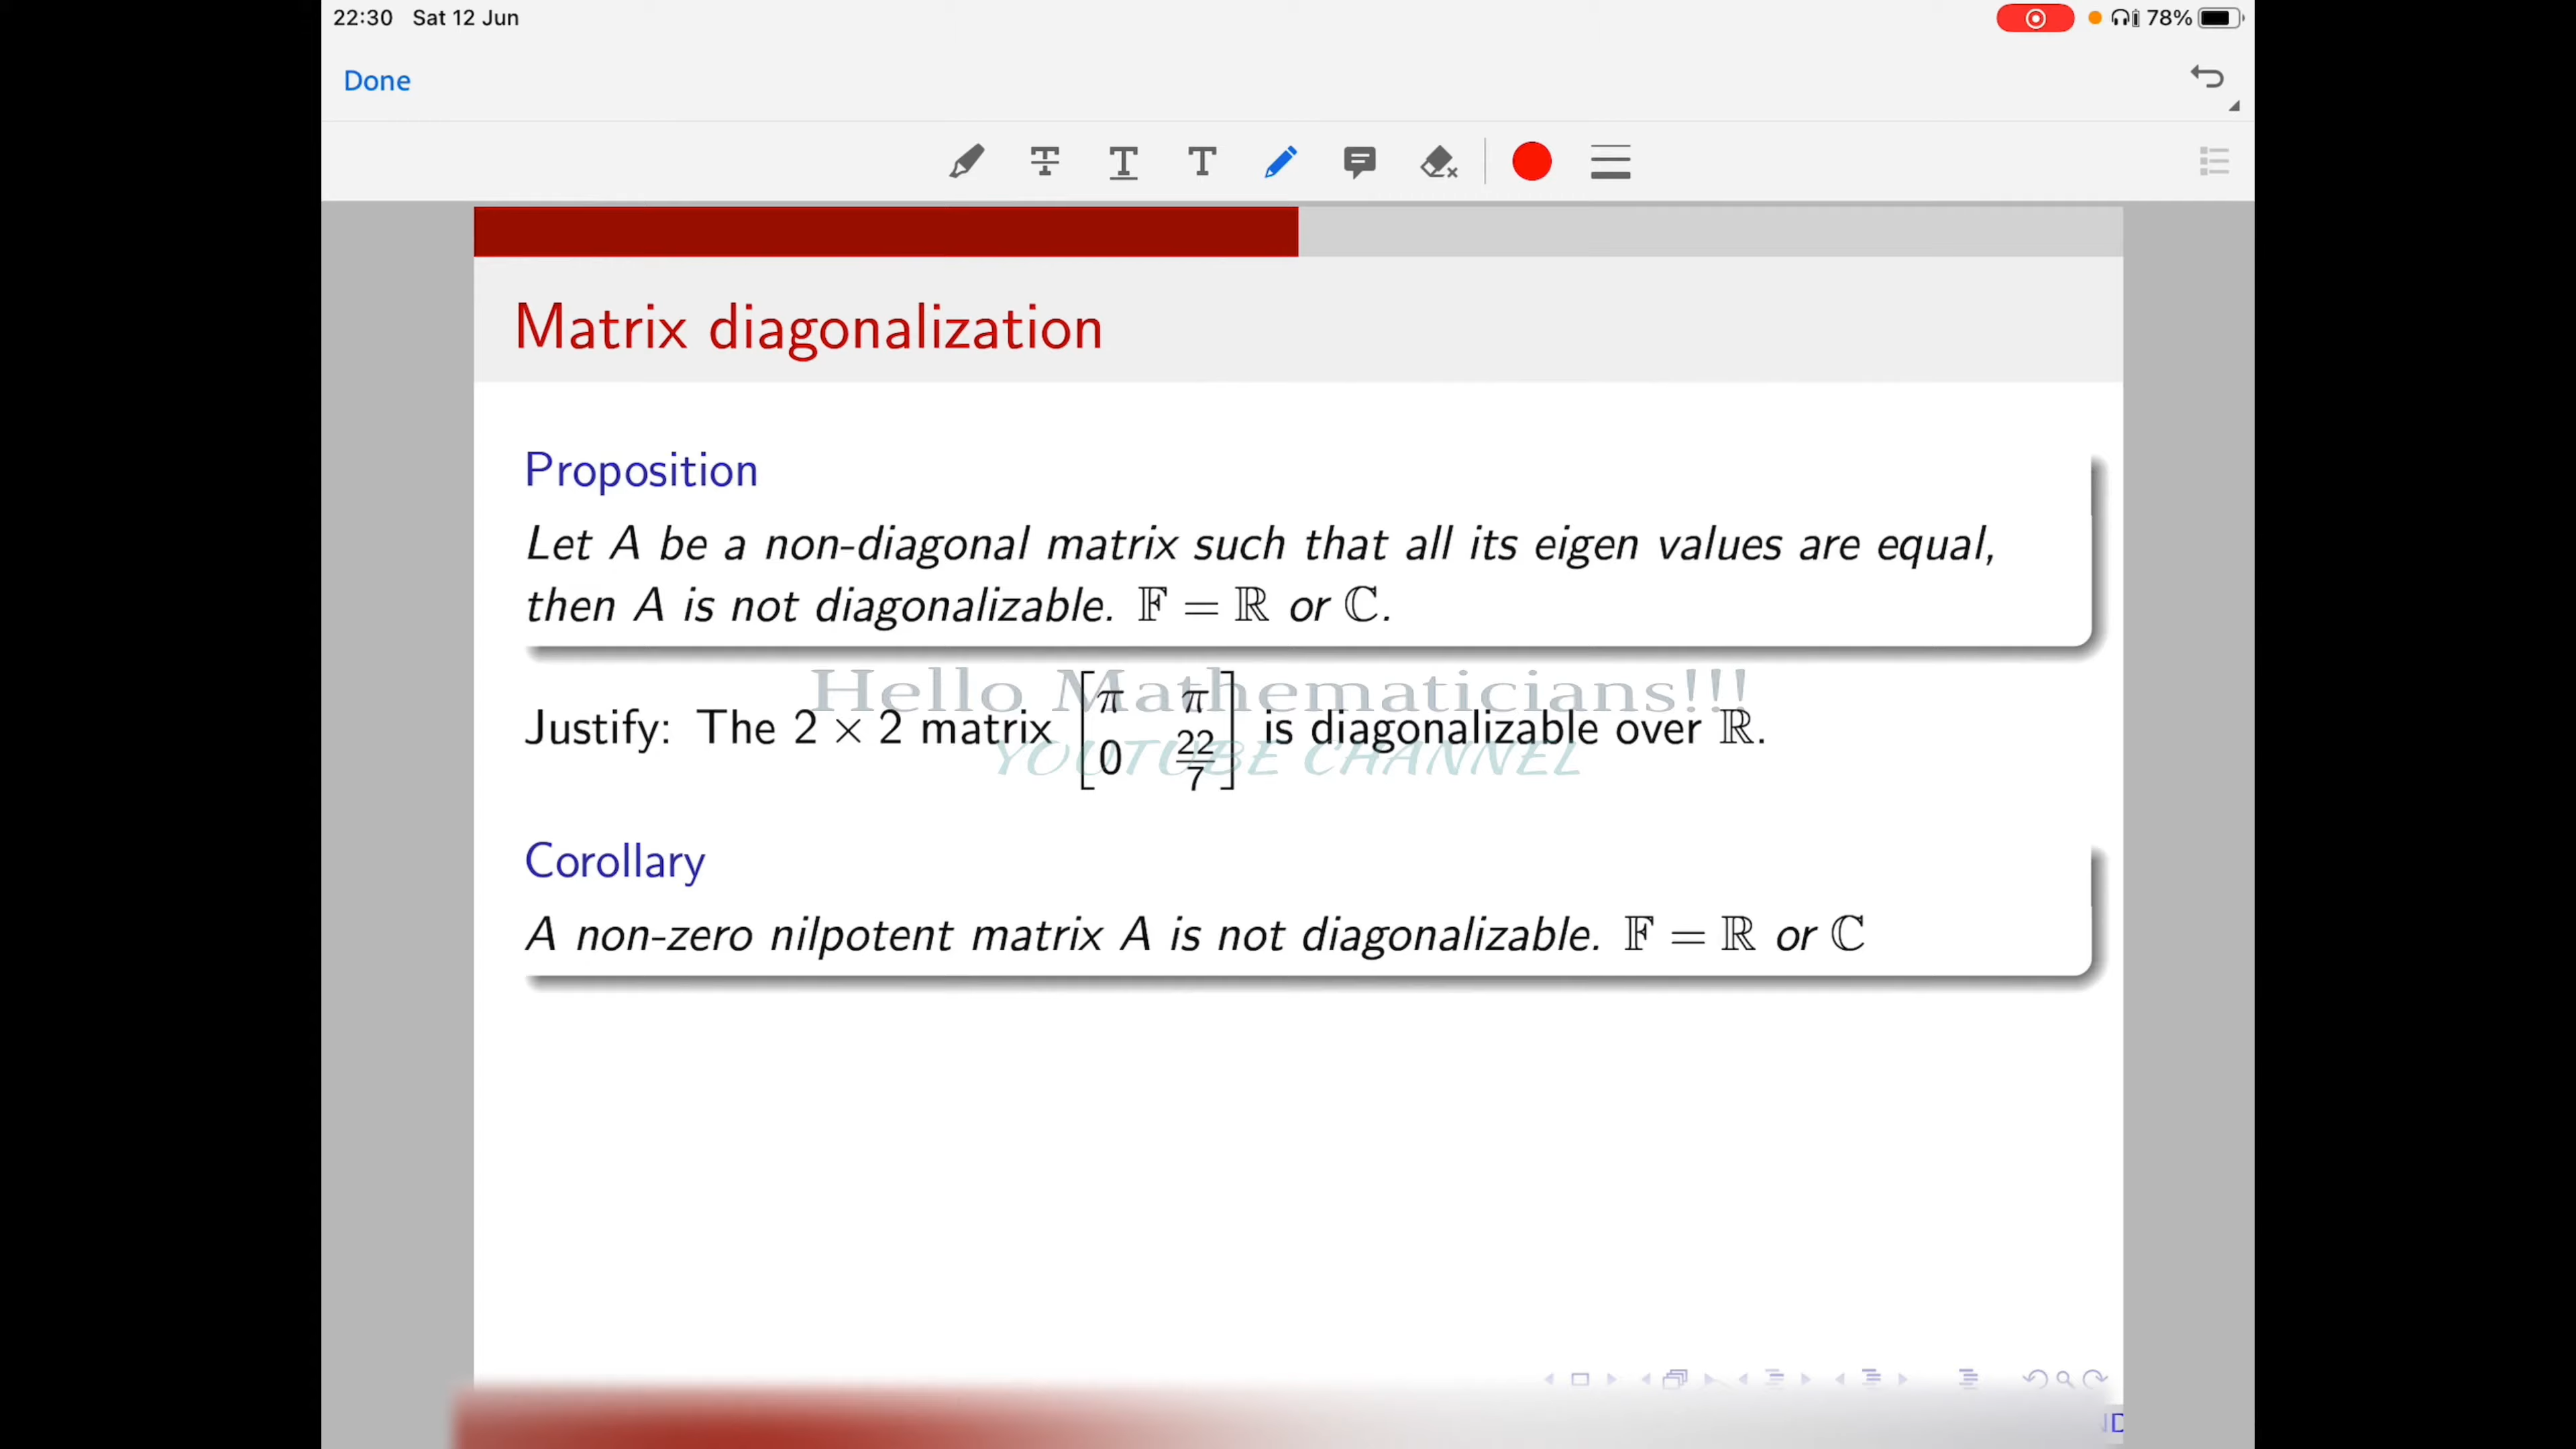 22:30 Sat 12 Jun
78%
Done
Matrix diagonalization
Proposition
Let A be a non-diagonal matrix such that all its eigen values are equal,
then A is not diagonalizable. 𝔽 = ℝ or ℂ.
Hello Mathematicians!!!
Justify: The 2 × 2 matrix [π π; 0 22/7] is diagonalizable over ℝ.
YOUTUBE CHANNEL
Corollary
A non-zero nilpotent matrix A is not diagonalizable. 𝔽 = ℝ or ℂ